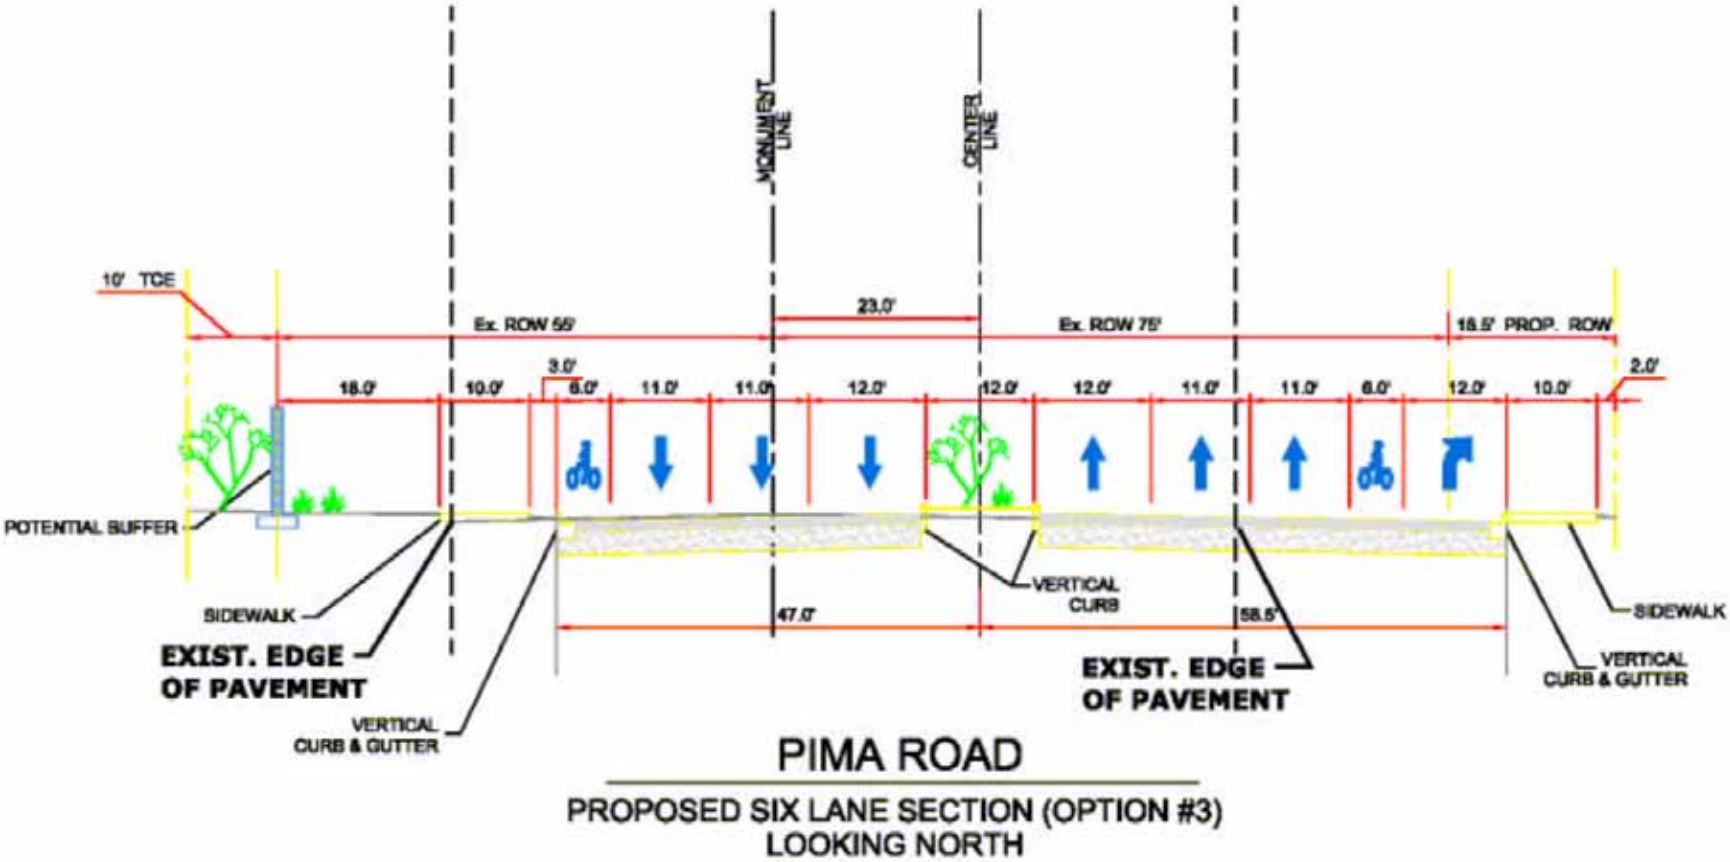 MONUMENT
LINE
CENTER
LINE
10' TCE
23.0'
Ex. ROW 55'
Ex. ROW 75'
18.5' PROP. ROW
3.0'
2.0'
18.0'
10.0'
6.0'
11.0'
11.0'
12.0'
12.0'
12.0'
11.0'
11.0'
6.0'
12.0'
10.0'
POTENTIAL BUFFER
SIDEWALK
EXIST. EDGE
OF PAVEMENT
VERTICAL
CURB & GUTTER
VERTICAL
CURB
47.0'
58.5'
EXIST. EDGE
OF PAVEMENT
SIDEWALK
VERTICAL
CURB & GUTTER
PIMA ROAD
PROPOSED SIX LANE SECTION (OPTION #3)
LOOKING NORTH